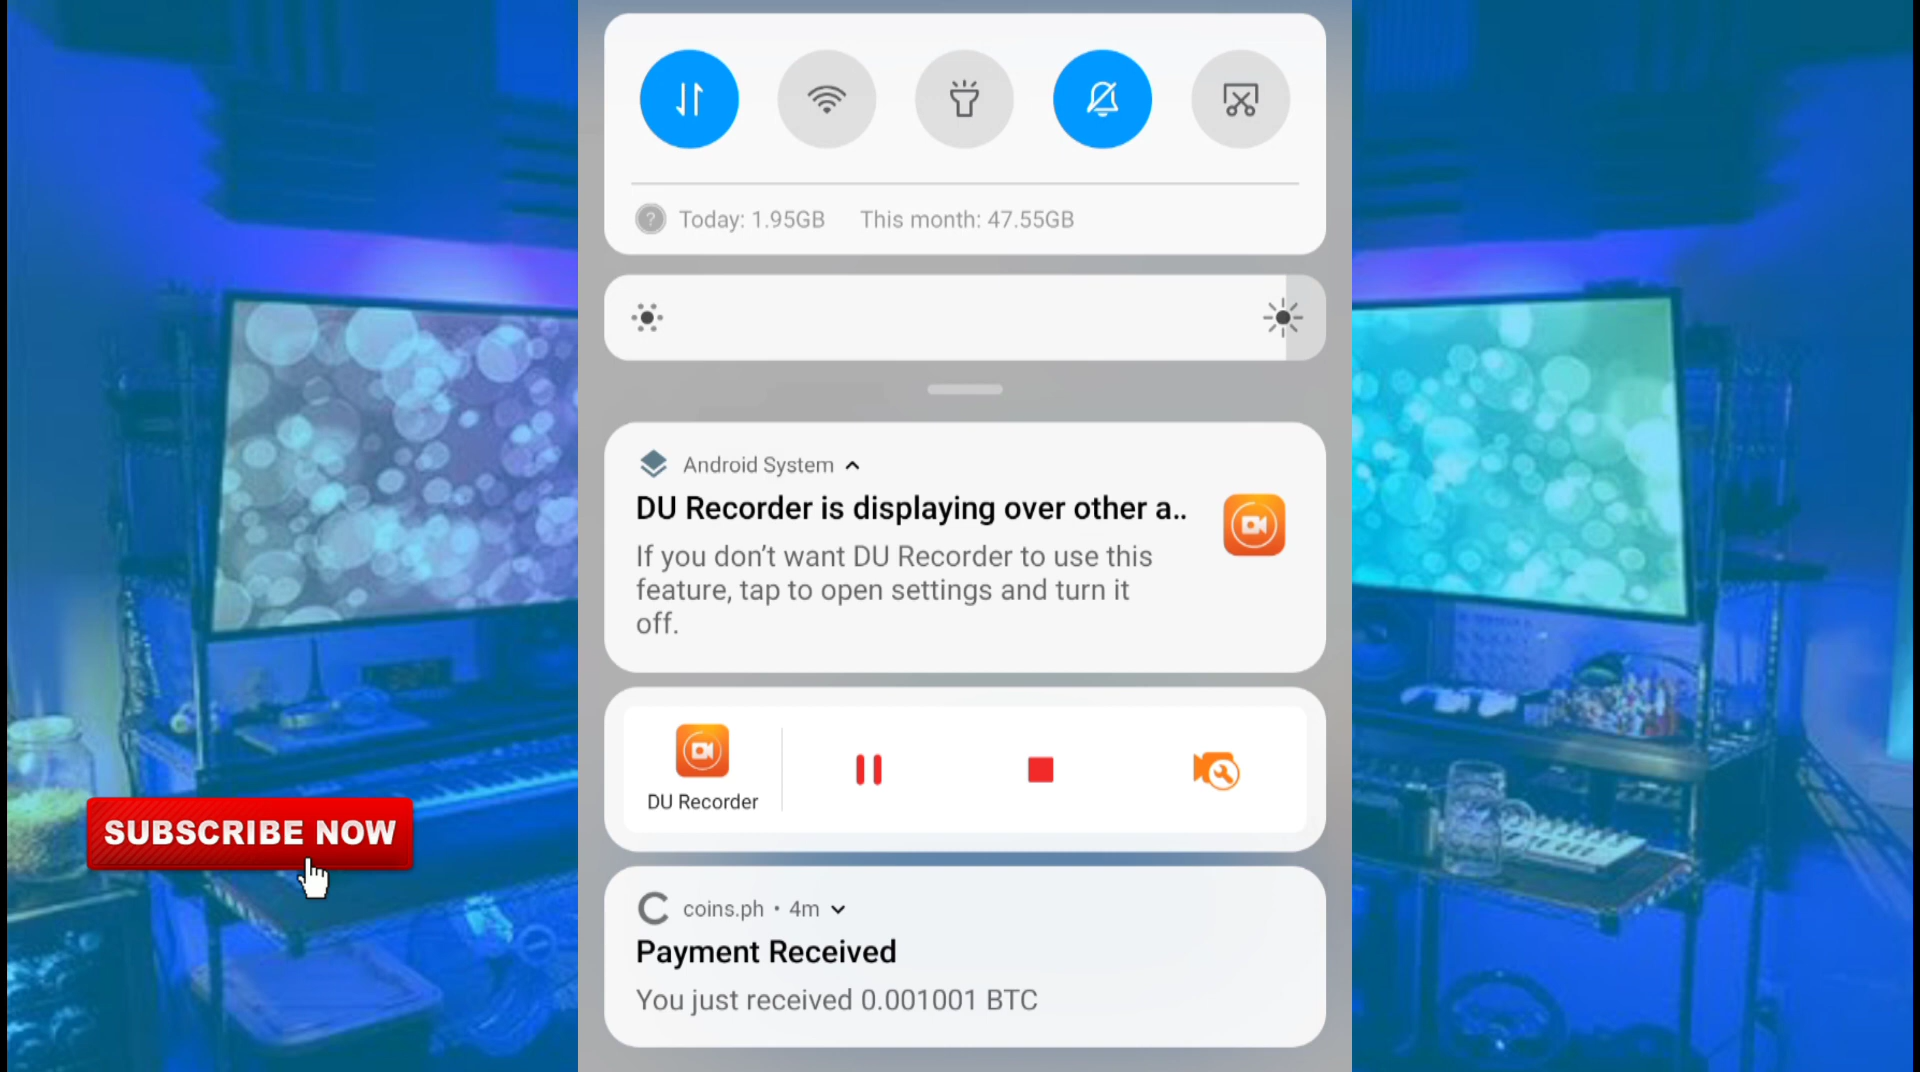 Today: 1.95GB This month: 47.55GB
Android System
DU Recorder is displaying over other a..
If you don't want DU Recorder to use this
feature, tap to open settings and turn it
off.
DU Recorder
SUBSCRIBE NOW
coins.ph • 4m
Payment Received
You just received 0.001001 BTC